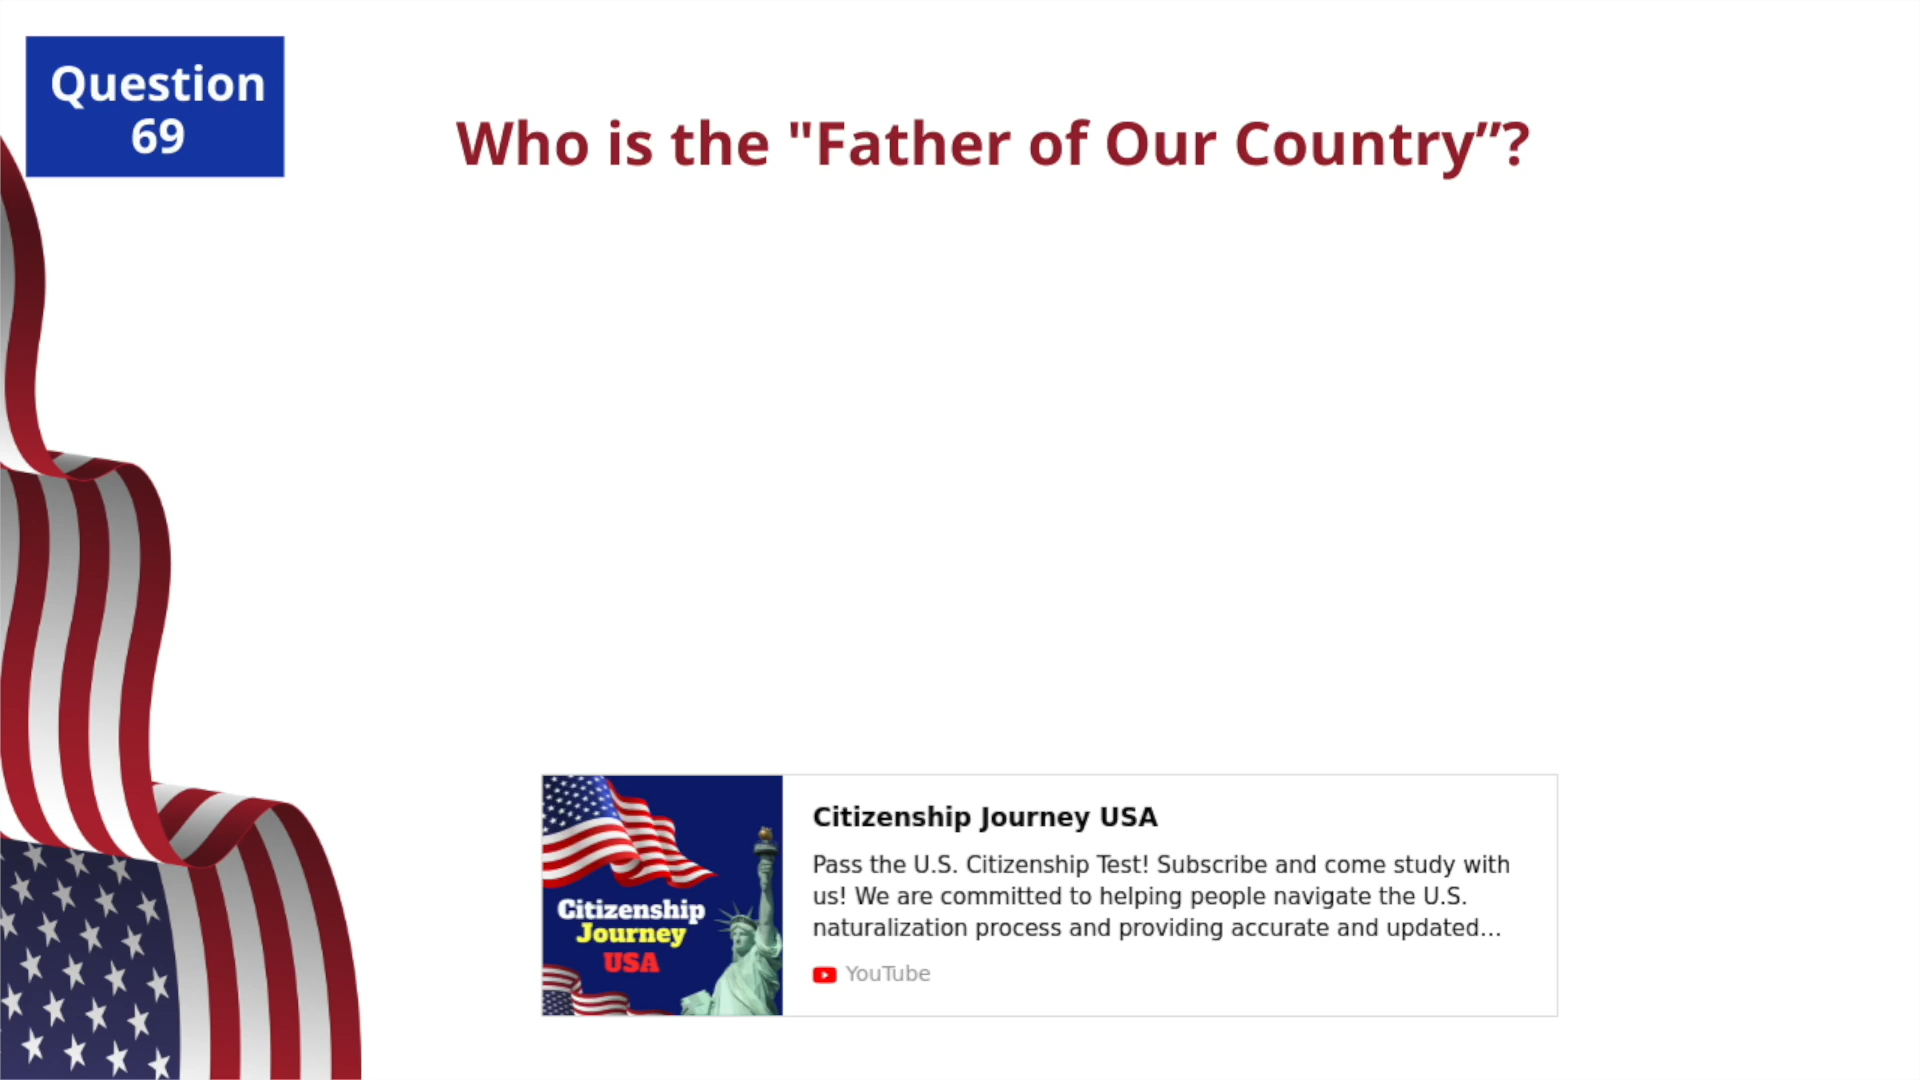 Question
69
Who is the "Father of Our Country”?
Citizenship
Journey
USA
Citizenship Journey USA
Pass the U.S. Citizenship Test! Subscribe and come study with
us! We are committed to helping people navigate the U.S.
naturalization process and providing accurate and updated...
YouTube